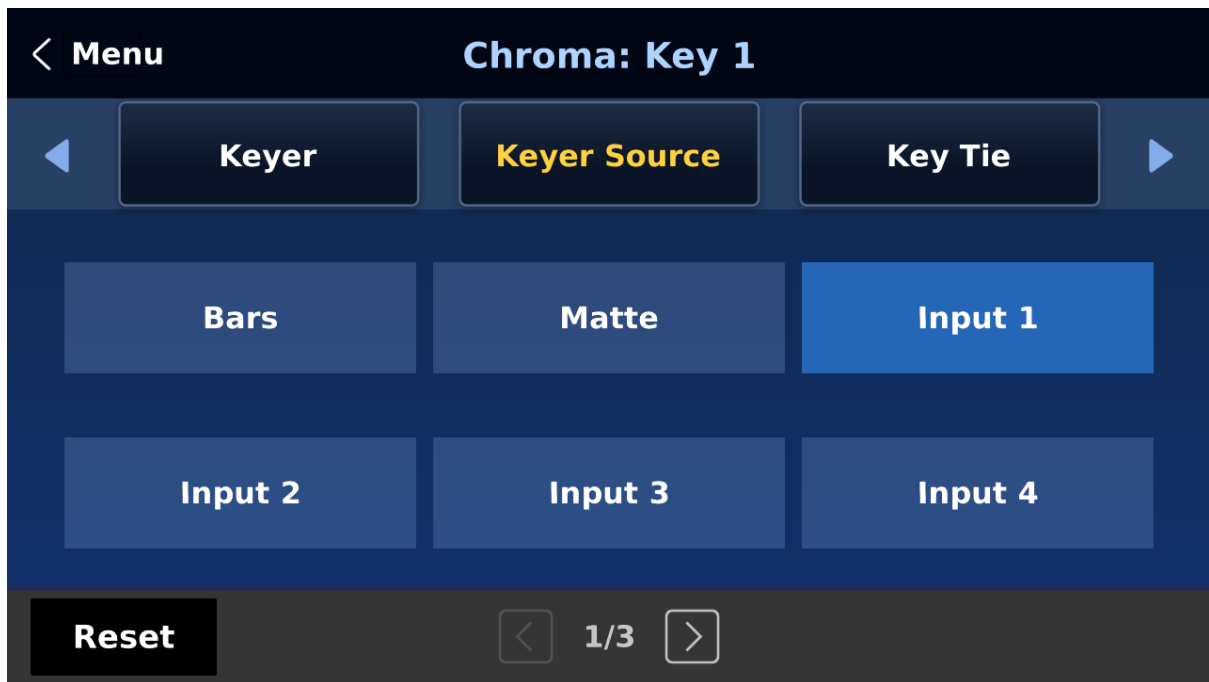 Menu
Chroma: Key 1
Keyer
Keyer Source
Key Tie
Bars
Matte
Input 1
Input 2
Input 3
Input 4
Reset
1/3